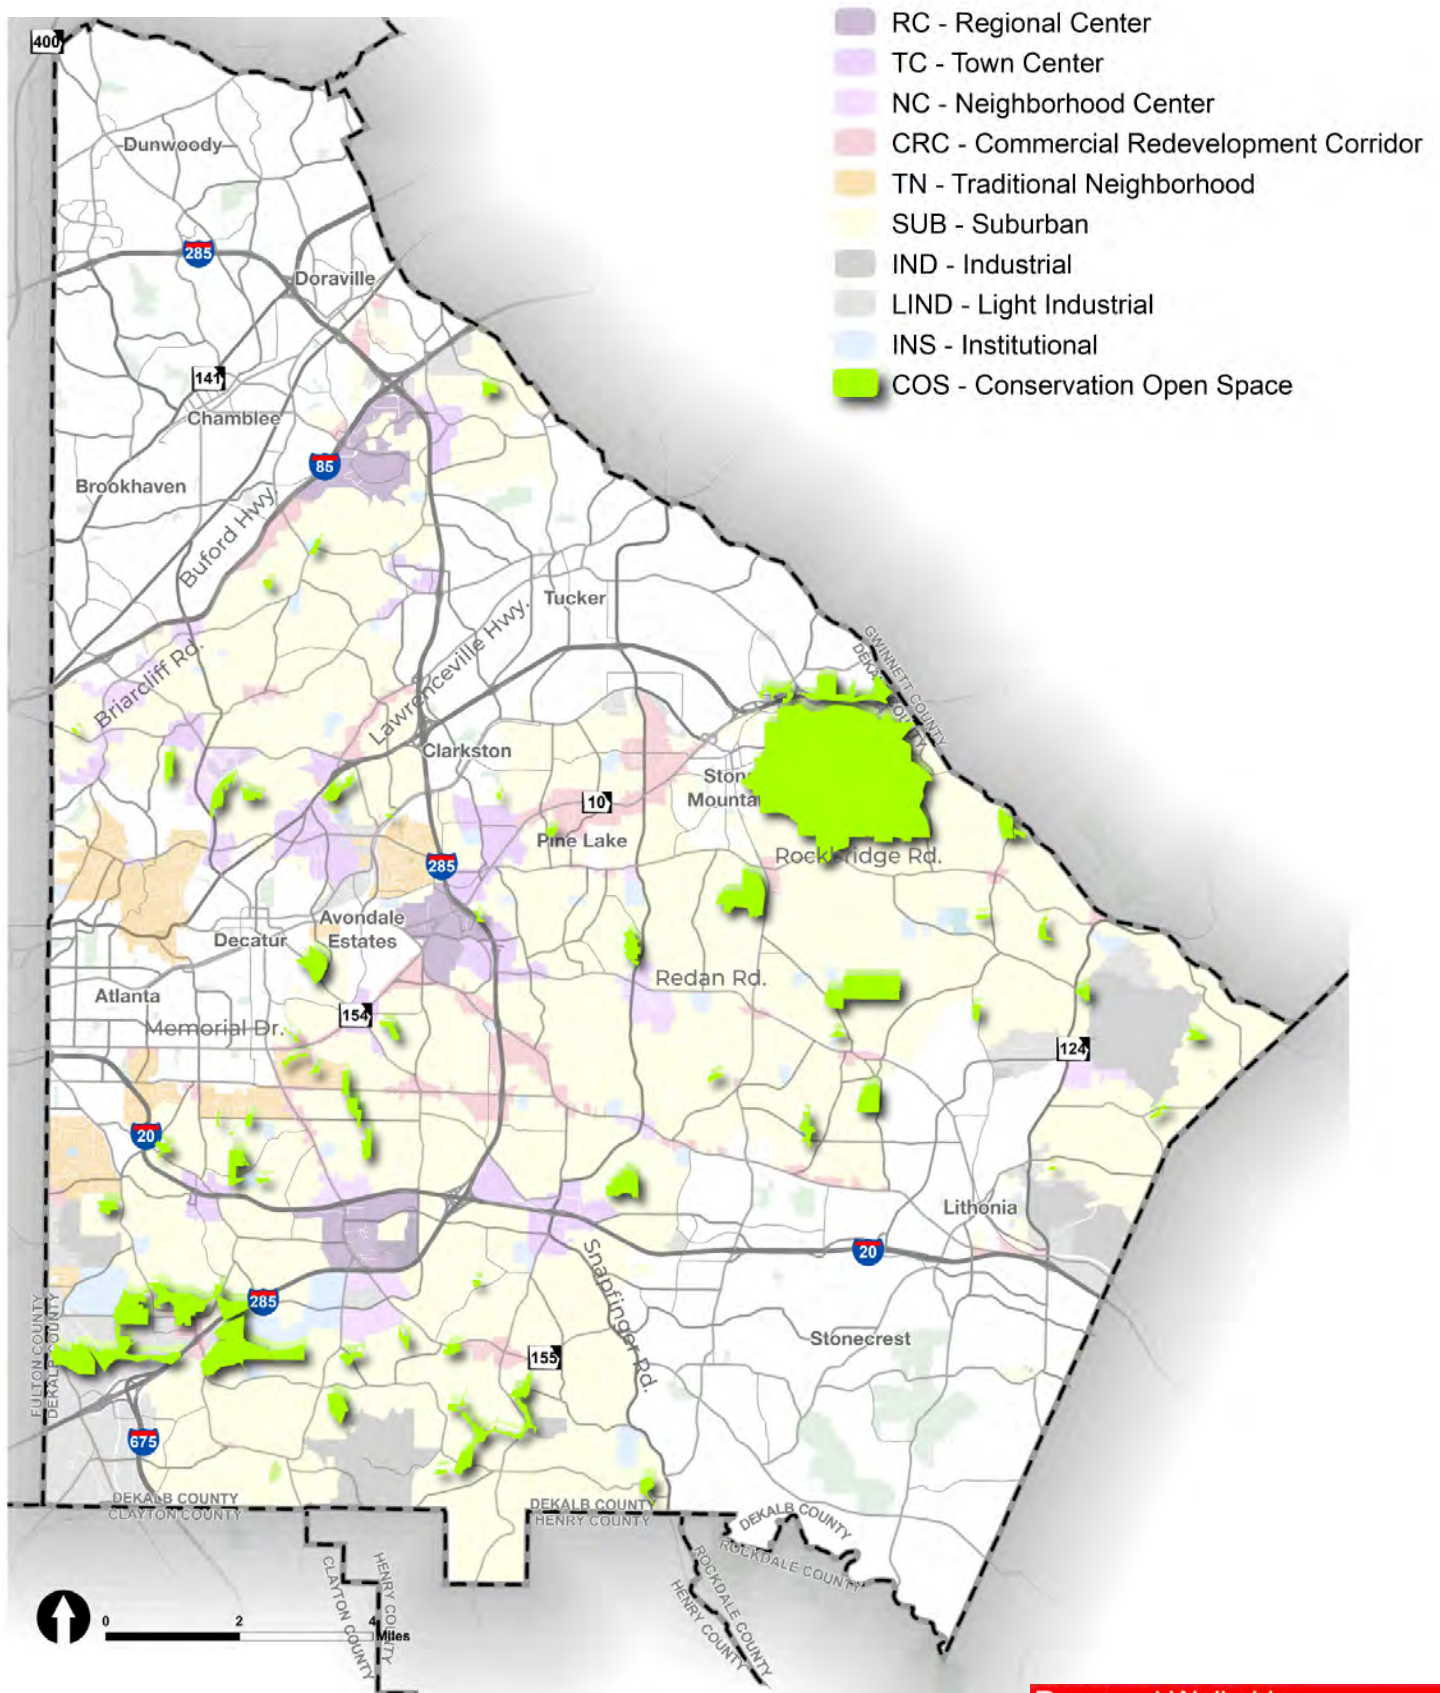 RC - Regional Center
TC - Town Center
NC - Neighborhood Center
CRC - Commercial Redevelopment Corridor
TN - Traditional Neighborhood
SUB - Suburban
IND - Industrial
LIND - Light Industrial
INS - Institutional
COS - Conservation Open Space
400
Dunwoody
285
Doraville
141
Chamblee
85
Brookhaven
Buford Hwy.
Tucker
Lawrenceville Hwy.
Briarcliff Rd.
GWINNETT COUNTY
Clarkston
10
Pine Lake
285
Rockbridge Rd.
Avondale
Estates
Decatur
Redan Rd.
Atlanta
154
Memorial Dr.
124
20
Lithonia
20
Snapfinger Rd.
285
Stonecrest
155
FULTON COUNTY
DEKALB COUNTY
675
DEKALB COUNTY
CLAYTON COUNTY
DEKALB COUNTY
HENRY COUNTY
DEKALB COUNTY
ROCKDALE COUNTY
HENRY COUNTY
CLAYTON COUNTY
ROCKDALE COUNTY
HENRY COUNTY
0 2 4
Miles